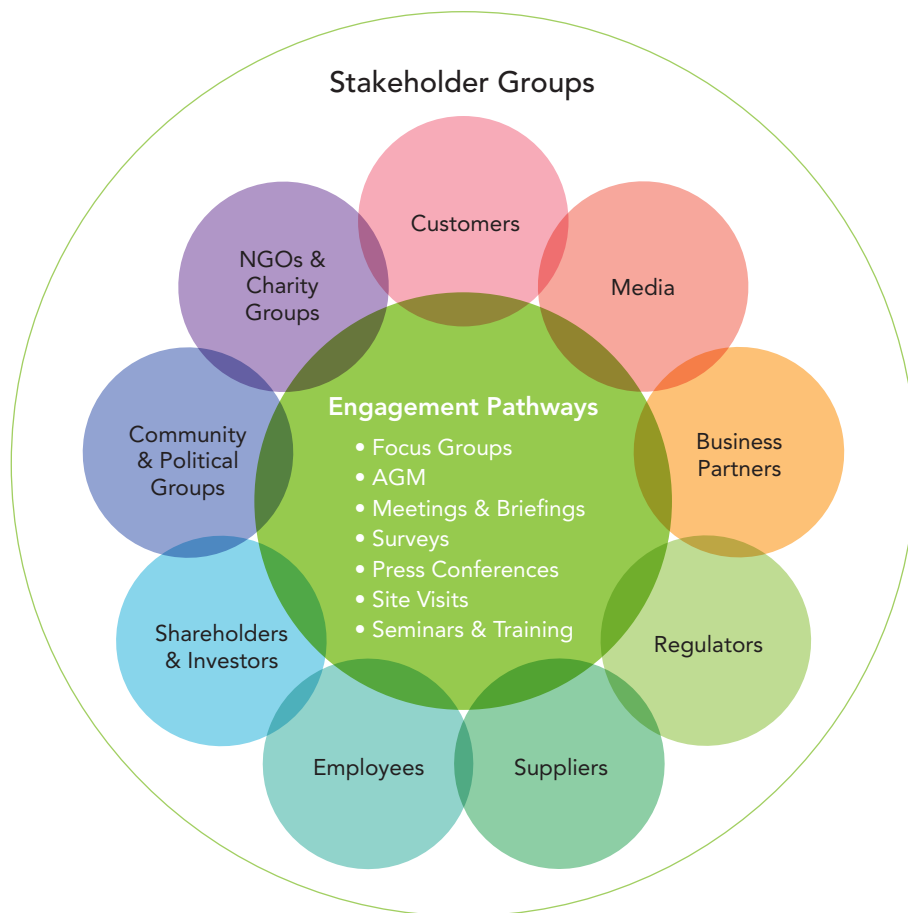 Stakeholder Groups
Customers
Media
Business
Partners
Regulators
Suppliers
Employees
Shareholders
& Investors
Community
& Political
Groups
NGOs &
Charity
Groups
Engagement Pathways
• Focus Groups
• AGM
• Meetings & Briefings
• Surveys
• Press Conferences
• Site Visits
• Seminars & Training